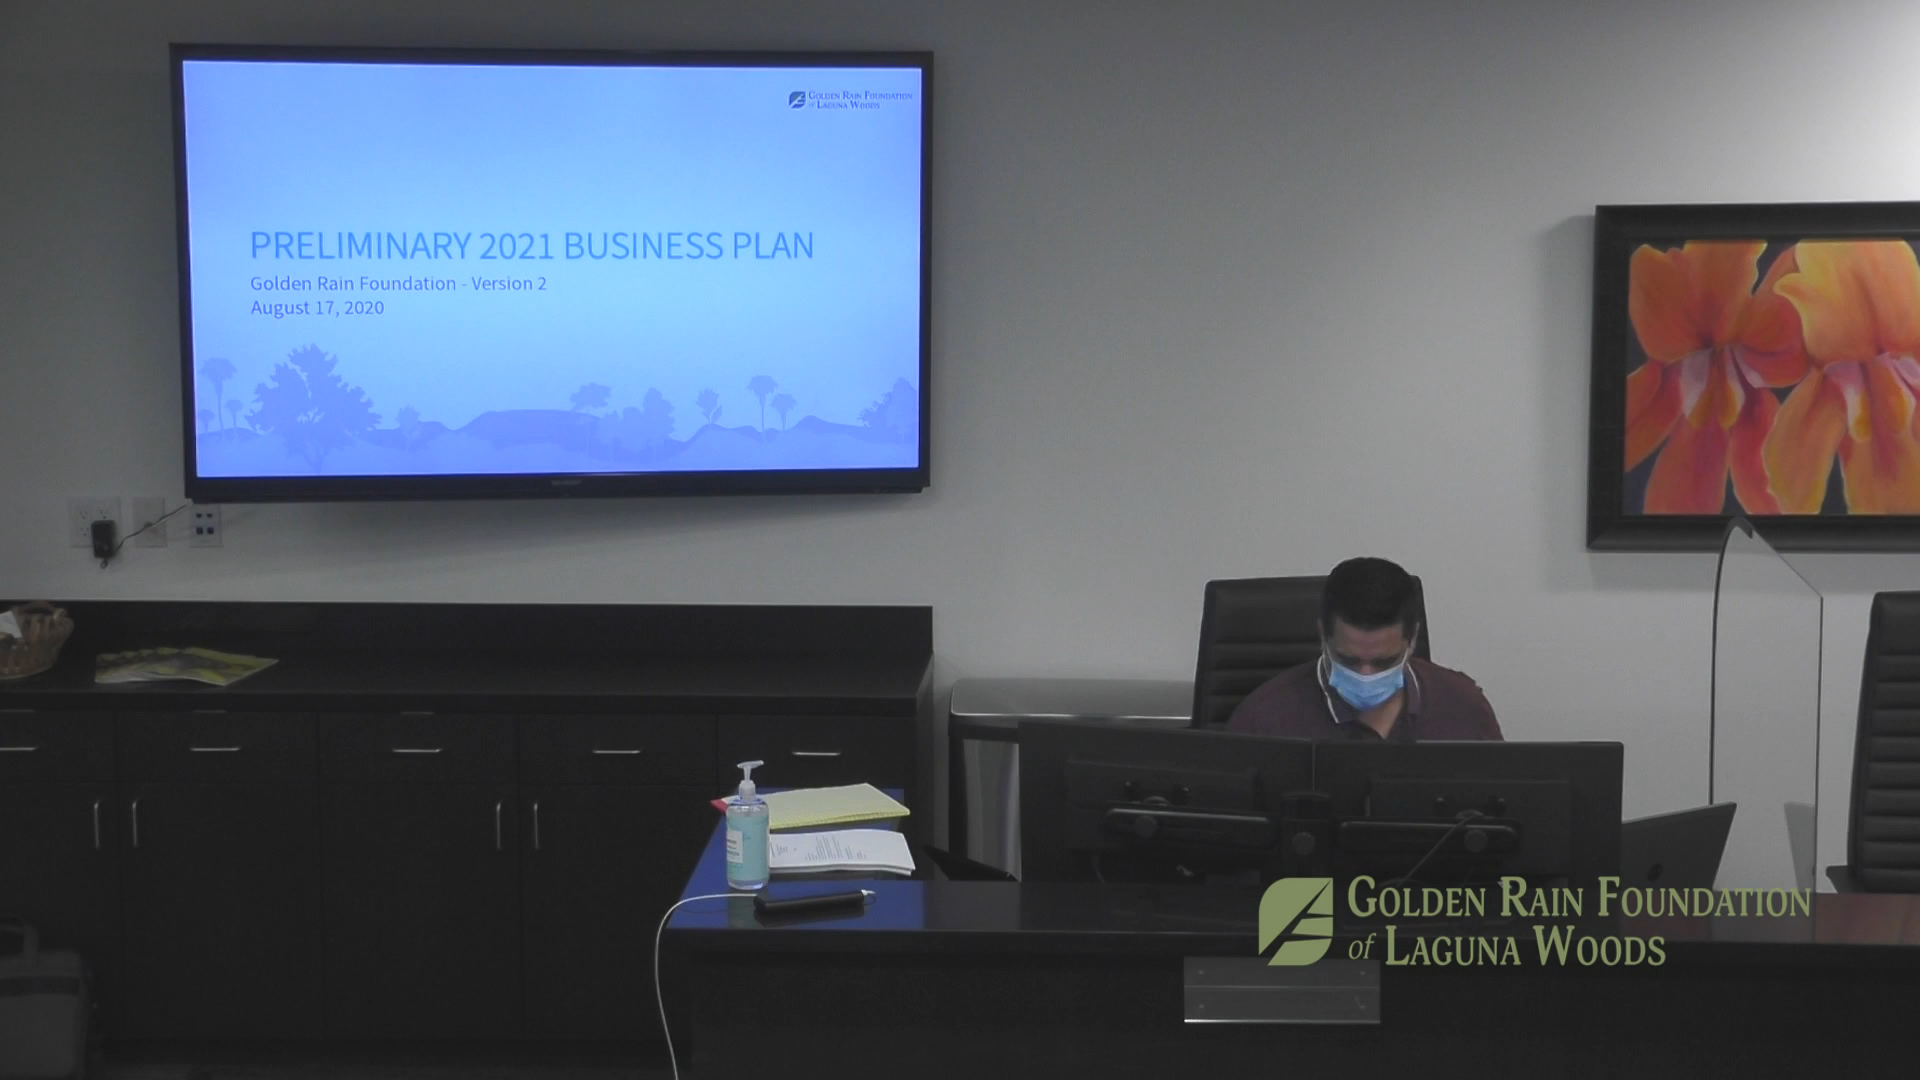 GOLDEN RAIN FOUNDATION
of LAGUNA WOODS
PRELIMINARY 2021 BUSINESS PLAN
Golden Rain Foundation - Version 2
August 17, 2020
GOLDEN RAIN FOUNDATION
of LAGUNA WOODS